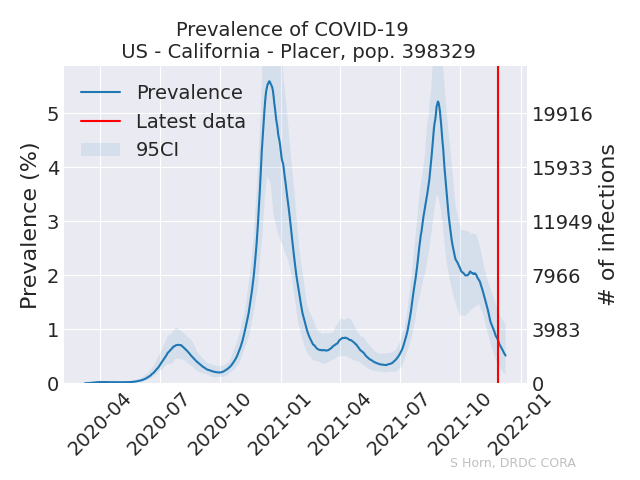 Prevalence of COVID-19
US - California - Placer, pop. 398329
Prevalence
Latest data
95CI
Prevalence (%)
5
4
3
2
1
0
19916
15933
11949
7966
3983
0
# of infections
2020-04
2020-07
2020-10
2021-01
2021-04
2021-07
2021-10
2022-01
S Horn, DRDC CORA